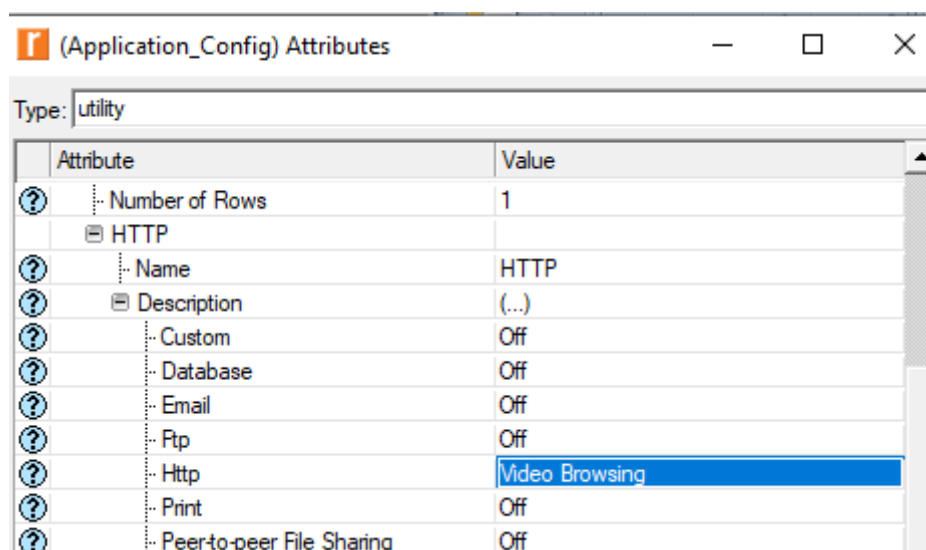 (Application_Config) Attributes
Type: utility
Attribute Value
Number of Rows 1
HTTP
Name HTTP
Description (...)
Custom Off
Database Off
Email Off
Ftp Off
Http Video Browsing
Print Off
Peer-to-peer File Sharing Off